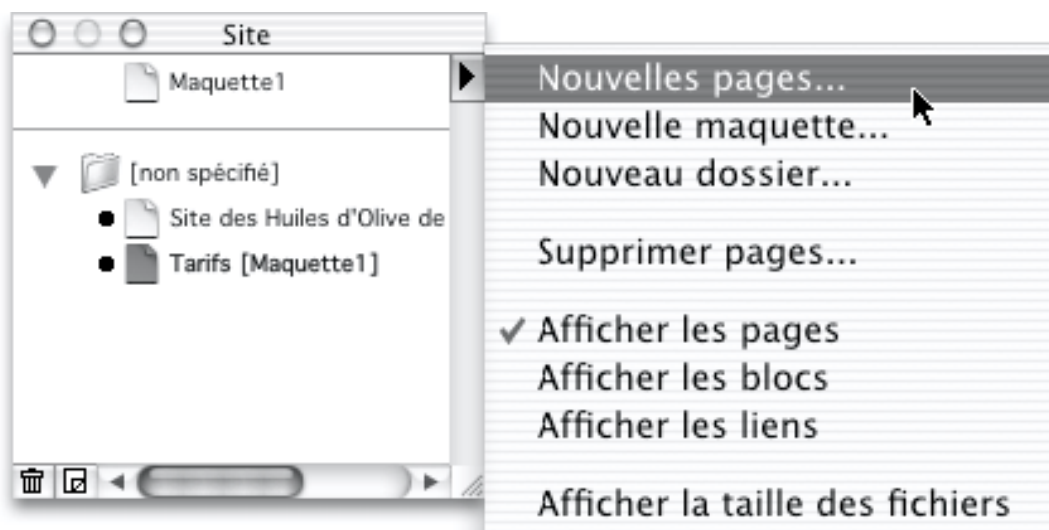 Site
Maquette1
[non spécifié]
Site des Huiles d'Olive de
Tarifs [Maquette1]
Nouvelles pages...
Nouvelle maquette...
Nouveau dossier...
Supprimer pages...
Afficher les pages
Afficher les blocs
Afficher les liens
Afficher la taille des fichiers